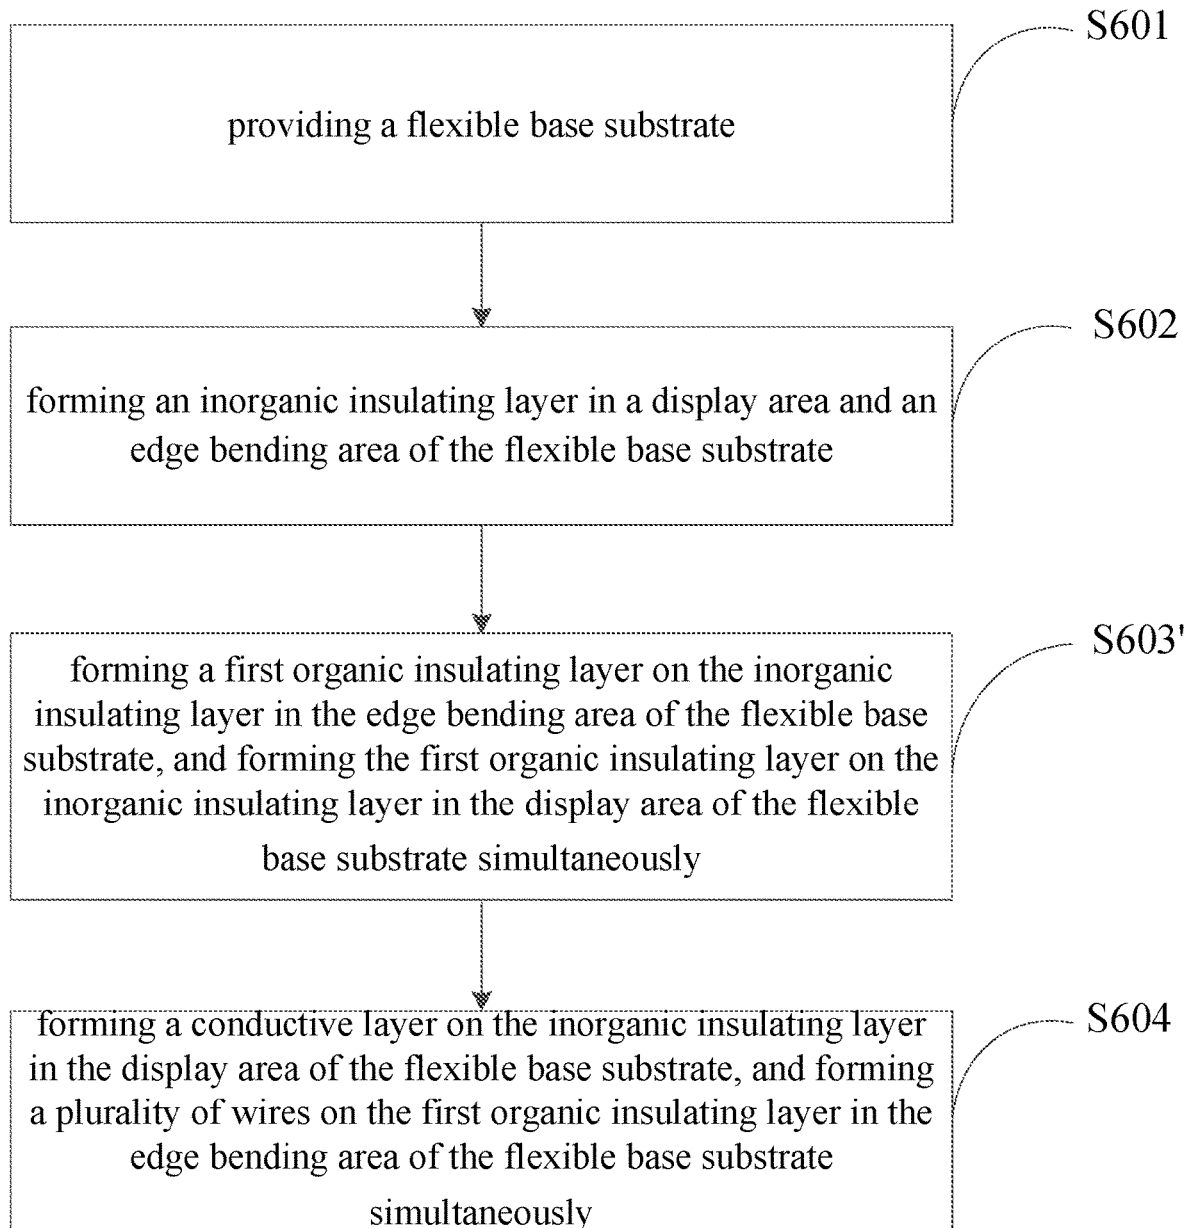 S601
providing a flexible base substrate
S602
forming an inorganic insulating layer in a display area and an
edge bending area of the flexible base substrate
S603'
forming a first organic insulating layer on the inorganic
insulating layer in the edge bending area of the flexible base
substrate, and forming the first organic insulating layer on the
inorganic insulating layer in the display area of the flexible
base substrate simultaneously
S604
forming a conductive layer on the inorganic insulating layer
in the display area of the flexible base substrate, and forming
a plurality of wires on the first organic insulating layer in the
edge bending area of the flexible base substrate
simultaneously